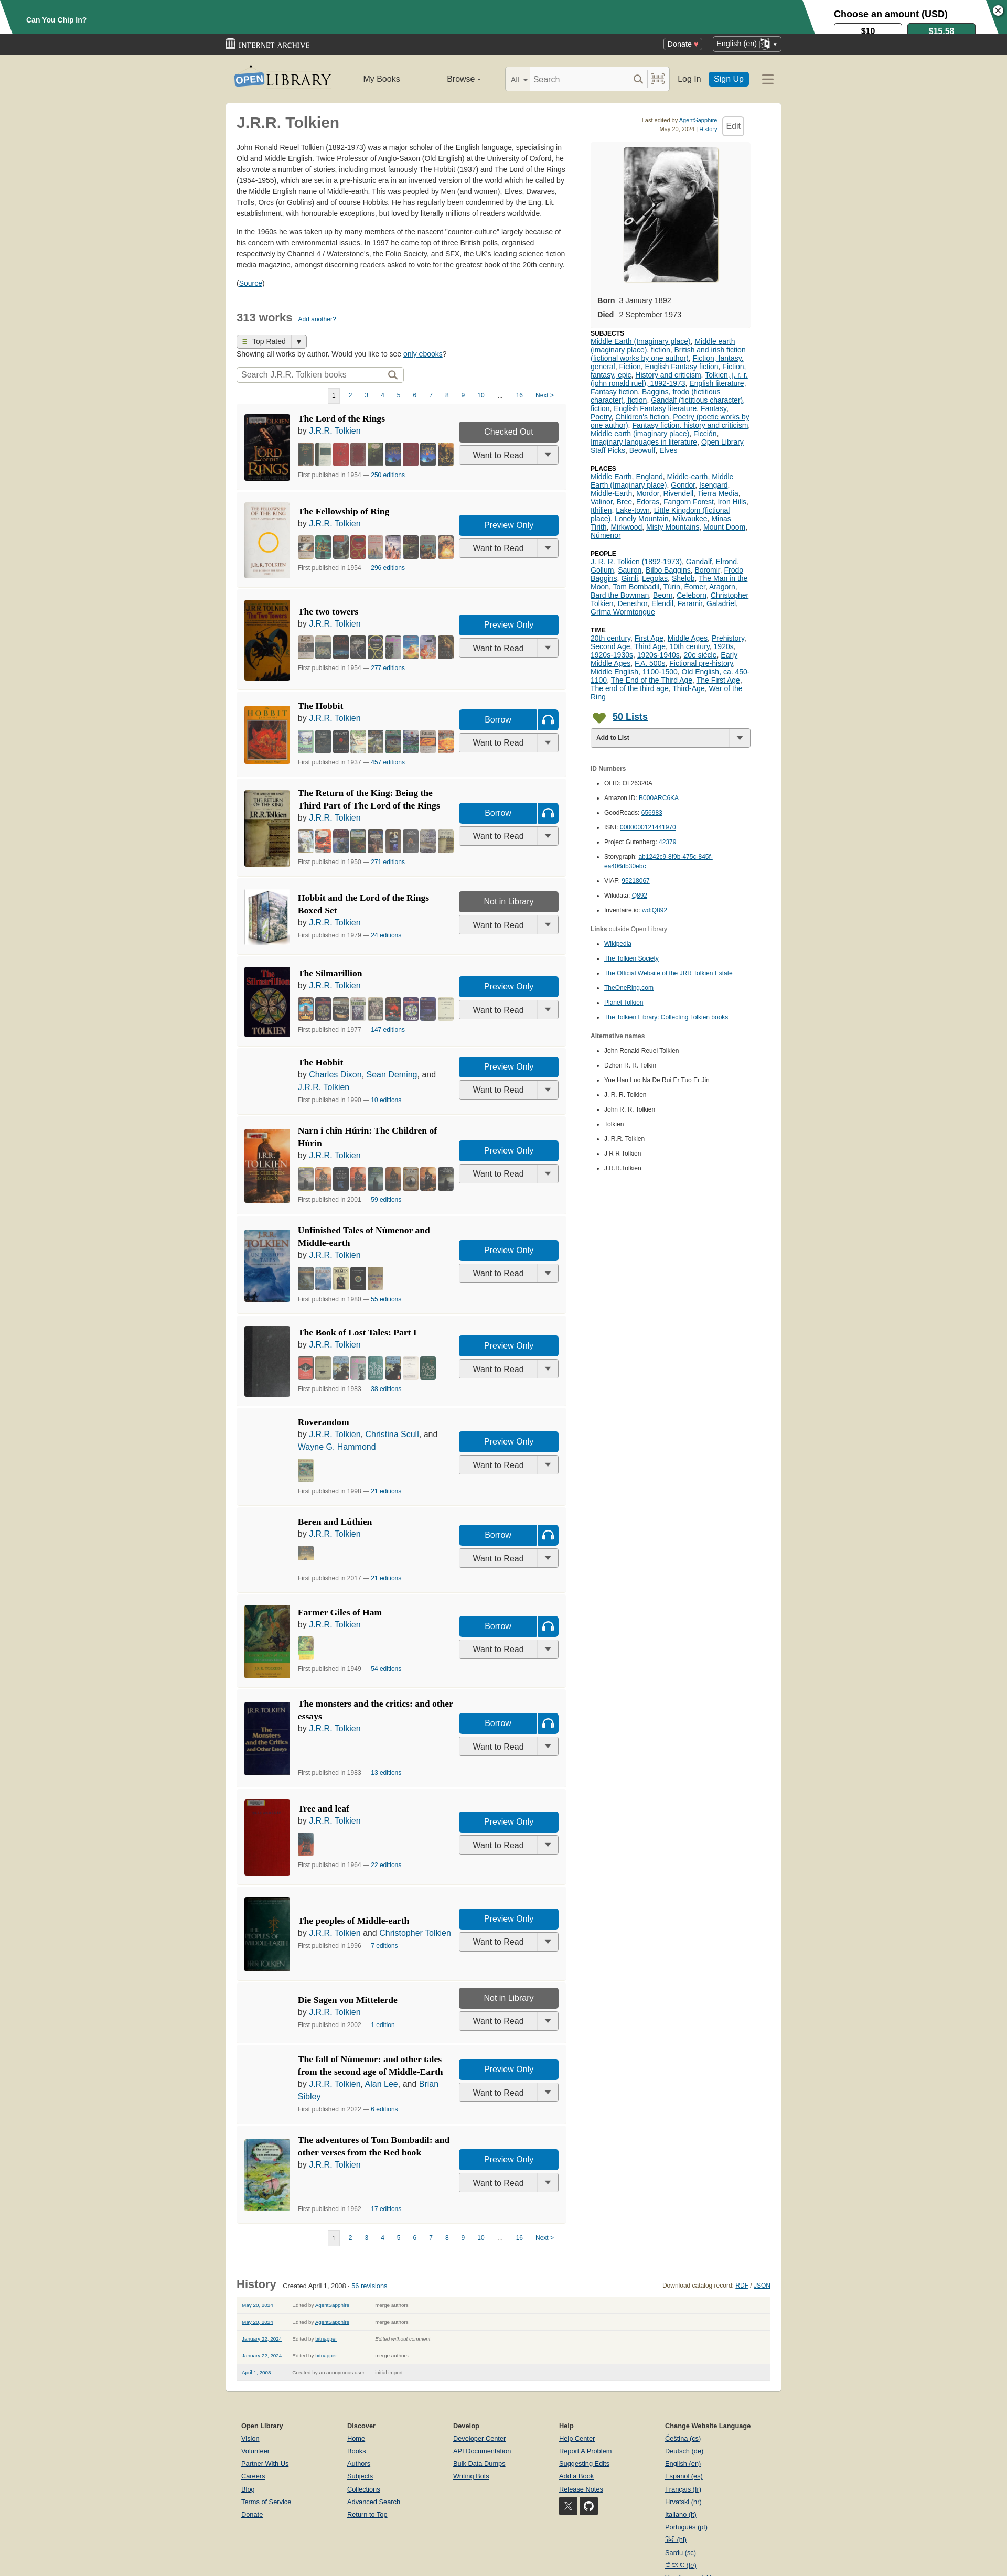 Can You Chip In?
Choose an amount (USD)
$10
$15.58
INTERNET ARCHIVE
Donate ♥
English (en)
OPEN LIBRARY
My Books
Browse
All
Search
Log In
Sign Up
J.R.R. Tolkien
Last edited by AgentSapphire
May 20, 2024 | History
Edit
John Ronald Reuel Tolkien (1892-1973) was a major scholar of the English language, specialising in
Old and Middle English. Twice Professor of Anglo-Saxon (Old English) at the University of Oxford, he
also wrote a number of stories, including most famously The Hobbit (1937) and The Lord of the Rings
(1954-1955), which are set in a pre-historic era in an invented version of the world which he called by
the Middle English name of Middle-earth. This was peopled by Men (and women), Elves, Dwarves,
Trolls, Orcs (or Goblins) and of course Hobbits. He has regularly been condemned by the Eng. Lit.
establishment, with honourable exceptions, but loved by literally millions of readers worldwide.
In the 1960s he was taken up by many members of the nascent "counter-culture" largely because of
his concern with environmental issues. In 1997 he came top of three British polls, organised
respectively by Channel 4 / Waterstone's, the Folio Society, and SFX, the UK's leading science fiction
media magazine, amongst discerning readers asked to vote for the greatest book of the 20th century.
(Source)
313 works
Add another?
Top Rated
Showing all works by author. Would you like to see only ebooks?
Search J.R.R. Tolkien books
1 2 3 4 5 6 7 8 9 10 ... 16 Next >
The Lord of the Rings
by J.R.R. Tolkien
First published in 1954 — 250 editions
Checked Out
Want to Read
The Fellowship of the Ring
by J.R.R. Tolkien
First published in 1954 — 296 editions
Preview Only
Want to Read
The two towers
by J.R.R. Tolkien
First published in 1954 — 277 editions
Preview Only
Want to Read
The Hobbit
by J.R.R. Tolkien
First published in 1937 — 457 editions
Borrow
Want to Read
The Return of the King: Being the
Third Part of The Lord of the Rings
by J.R.R. Tolkien
First published in 1950 — 271 editions
Borrow
Want to Read
Hobbit and the Lord of the Rings
Boxed Set
by J.R.R. Tolkien
First published in 1979 — 24 editions
Not in Library
Want to Read
The Silmarillion
by J.R.R. Tolkien
First published in 1977 — 147 editions
Preview Only
Want to Read
The Hobbit
by Charles Dixon, Sean Deming, and
J.R.R. Tolkien
First published in 1990 — 10 editions
Preview Only
Want to Read
Narn i chîn Húrin: The Children of
Húrin
by J.R.R. Tolkien
First published in 2001 — 59 editions
Preview Only
Want to Read
Unfinished Tales of Númenor and
Middle-earth
by J.R.R. Tolkien
First published in 1980 — 55 editions
Preview Only
Want to Read
The Book of Lost Tales: Part I
by J.R.R. Tolkien
First published in 1983 — 38 editions
Preview Only
Want to Read
Roverandom
by J.R.R. Tolkien, Christina Scull, and
Wayne G. Hammond
First published in 1998 — 21 editions
Preview Only
Want to Read
Beren and Lúthien
by J.R.R. Tolkien
First published in 2017 — 21 editions
Borrow
Want to Read
Farmer Giles of Ham
by J.R.R. Tolkien
First published in 1949 — 54 editions
Borrow
Want to Read
The monsters and the critics: and other
essays
by J.R.R. Tolkien
First published in 1983 — 13 editions
Borrow
Want to Read
Tree and leaf
by J.R.R. Tolkien
First published in 1964 — 22 editions
Preview Only
Want to Read
The peoples of Middle-earth
by J.R.R. Tolkien and Christopher Tolkien
First published in 1996 — 7 editions
Preview Only
Want to Read
Die Sagen von Mittelerde
by J.R.R. Tolkien
First published in 2002 — 1 edition
Not in Library
Want to Read
The fall of Númenor: and other tales
from the second age of Middle-Earth
by J.R.R. Tolkien, Alan Lee, and Brian
Sibley
First published in 2022 — 6 editions
Preview Only
Want to Read
The adventures of Tom Bombadil: and
other verses from the Red book
by J.R.R. Tolkien
First published in 1962 — 17 editions
Preview Only
Want to Read
1 2 3 4 5 6 7 8 9 10 ... 16 Next >
Born 3 January 1892
Died 2 September 1973
SUBJECTS
Middle Earth (Imaginary place), Middle earth
(imaginary place), fiction, British and irish fiction
(fictional works by one author), Fiction, fantasy,
general, Fiction, English Fantasy fiction, Fiction,
fantasy, epic, History and criticism, Tolkien, j. r. r.
(john ronald ruel), 1892-1973, English literature,
Fantasy fiction, Baggins, frodo (fictitious
character), fiction, Gandalf (fictitious character),
fiction, English Fantasy literature, Fantasy,
Poetry, Children's fiction, Poetry (poetic works by
one author), Fantasy fiction, history and criticism,
Middle earth (imaginary place), Ficción,
Imaginary languages in literature, Open Library
Staff Picks, Beowulf, Elves
PLACES
Middle Earth, England, Middle-earth, Middle
Earth (Imaginary place), Gondor, Isengard,
Middle-Earth, Mordor, Rivendell, Tierra Media,
Valinor, Bree, Edoras, Fangorn Forest, Iron Hills,
Ithilien, Lake-town, Little Kingdom (fictional
place), Lonely Mountain, Milwaukee, Minas
Tirith, Mirkwood, Misty Mountains, Mount Doom,
Númenor
PEOPLE
J. R. R. Tolkien (1892-1973), Gandalf, Elrond,
Gollum, Sauron, Bilbo Baggins, Boromir, Frodo
Baggins, Gimli, Legolas, Shelob, The Man in the
Moon, Tom Bombadil, Túrin, Éomer, Aragorn,
Bard the Bowman, Beorn, Celeborn, Christopher
Tolkien, Denethor, Elendil, Faramir, Galadriel,
Gríma Wormtongue
TIME
20th century, First Age, Middle Ages, Prehistory,
Second Age, Third Age, 10th century, 1920s,
1920s-1930s, 1920s-1940s, 20e siècle, Early
Middle Ages, F.A. 500s, Fictional pre-history,
Middle English, 1100-1500, Old English, ca. 450-
1100, The End of the Third Age, The First Age,
The end of the third age, Third-Age, War of the
Ring
50 Lists
Add to List
ID Numbers
OLID: OL26320A
Amazon ID: B000ARC6KA
GoodReads: 656983
ISNI: 0000000121441970
Project Gutenberg: 42379
Storygraph: ab1242c9-8f9b-475c-845f-
ea406db30ebc
VIAF: 95218067
Wikidata: Q892
Inventaire.io: wd:Q892
Links outside Open Library
Wikipedia
The Tolkien Society
The Official Website of the JRR Tolkien Estate
TheOneRing.com
Planet Tolkien
The Tolkien Library: Collecting Tolkien books
Alternative names
John Ronald Reuel Tolkien
Dzhon R. R. Tolkin
Yue Han Luo Na De Rui Er Tuo Er Jin
J. R. R. Tolkien
John R. R. Tolkien
Tolkien
J. R.R. Tolkien
J R R Tolkien
J.R.R.Tolkien
History
Created April 1, 2008 · 56 revisions
Download catalog record: RDF / JSON
May 20, 2024 Edited by AgentSapphire merge authors
May 20, 2024 Edited by AgentSapphire merge authors
January 22, 2024 Edited by bitnapper Edited without comment.
January 22, 2024 Edited by bitnapper merge authors
April 1, 2008 Created by an anonymous user initial import
Open Library
Vision
Volunteer
Partner With Us
Careers
Blog
Terms of Service
Donate
Discover
Home
Books
Authors
Subjects
Collections
Advanced Search
Return to Top
Develop
Developer Center
API Documentation
Bulk Data Dumps
Writing Bots
Help
Help Center
Report A Problem
Suggesting Edits
Add a Book
Release Notes
Change Website Language
Čeština (cs)
Deutsch (de)
English (en)
Español (es)
Français (fr)
Hrvatski (hr)
Italiano (it)
Português (pt)
हिंदी (hi)
Sardu (sc)
తెలుగు (te)